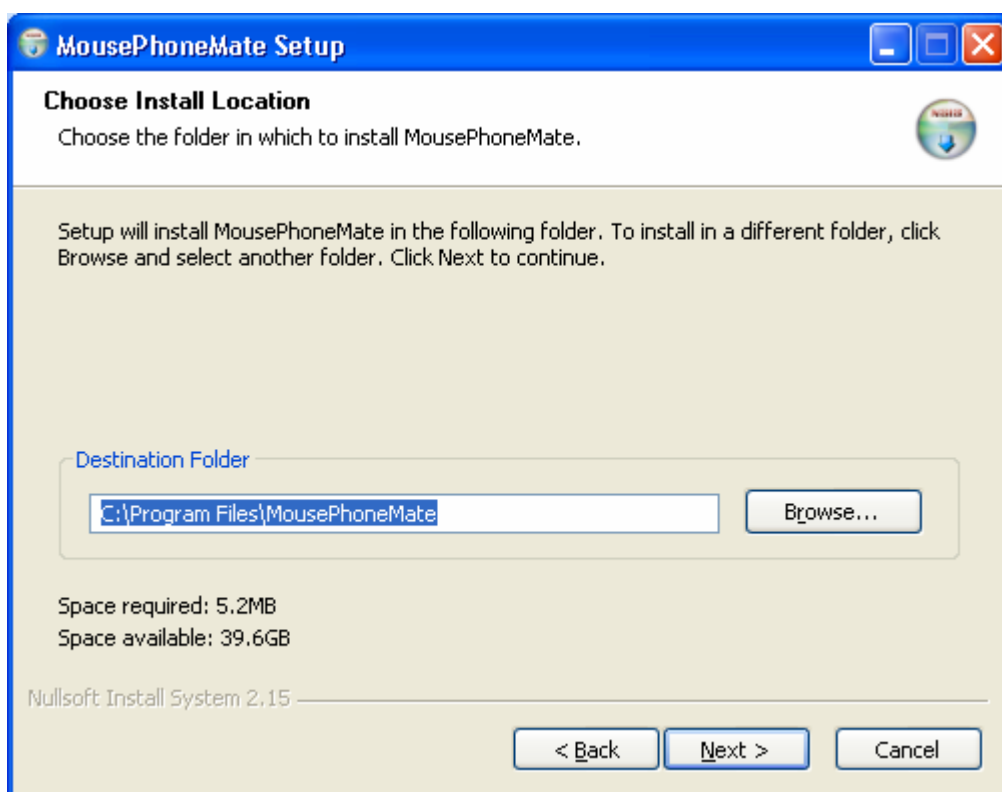 MousePhoneMate Setup
Choose Install Location
Choose the folder in which to install MousePhoneMate.
Setup will install MousePhoneMate in the following folder. To install in a different folder, click
Browse and select another folder. Click Next to continue.
Destination Folder
C:\Program Files\MousePhoneMate
Browse...
Space required: 5.2MB
Space available: 39.6GB
Nullsoft Install System 2.15
< Back
Next >
Cancel